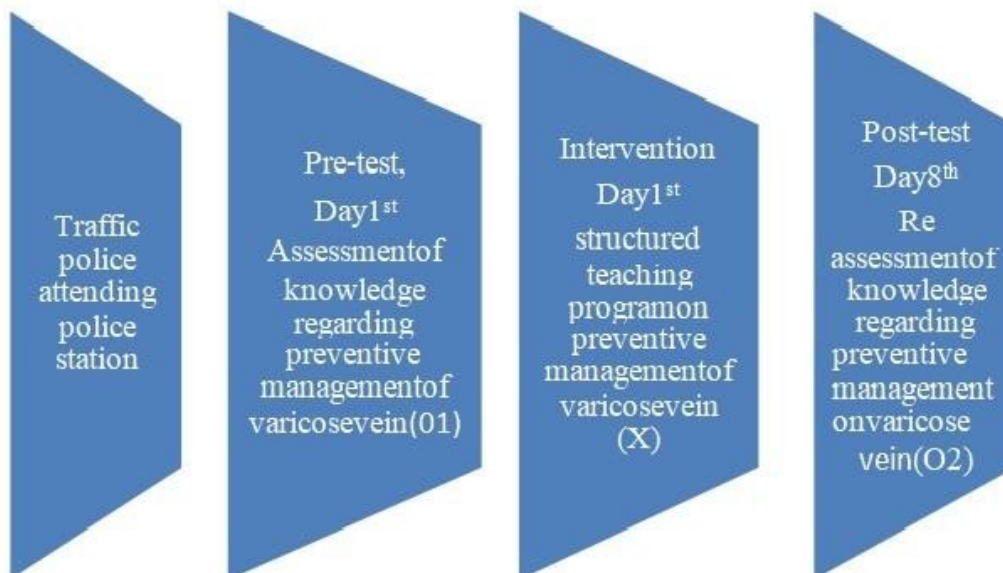 Traffic
police
attending
police
station
Pre-test,
Day1st
Assessmentof
knowledge
regarding
preventive
managementof
varicosevein(01)
Intervention
Day1st
structured
teaching
programon
preventive
managementof
varicosevein
(X)
Post-test
Day8th
Re
assessmentof
knowledge
regarding
preventive
management
onvaricose
vein(O2)